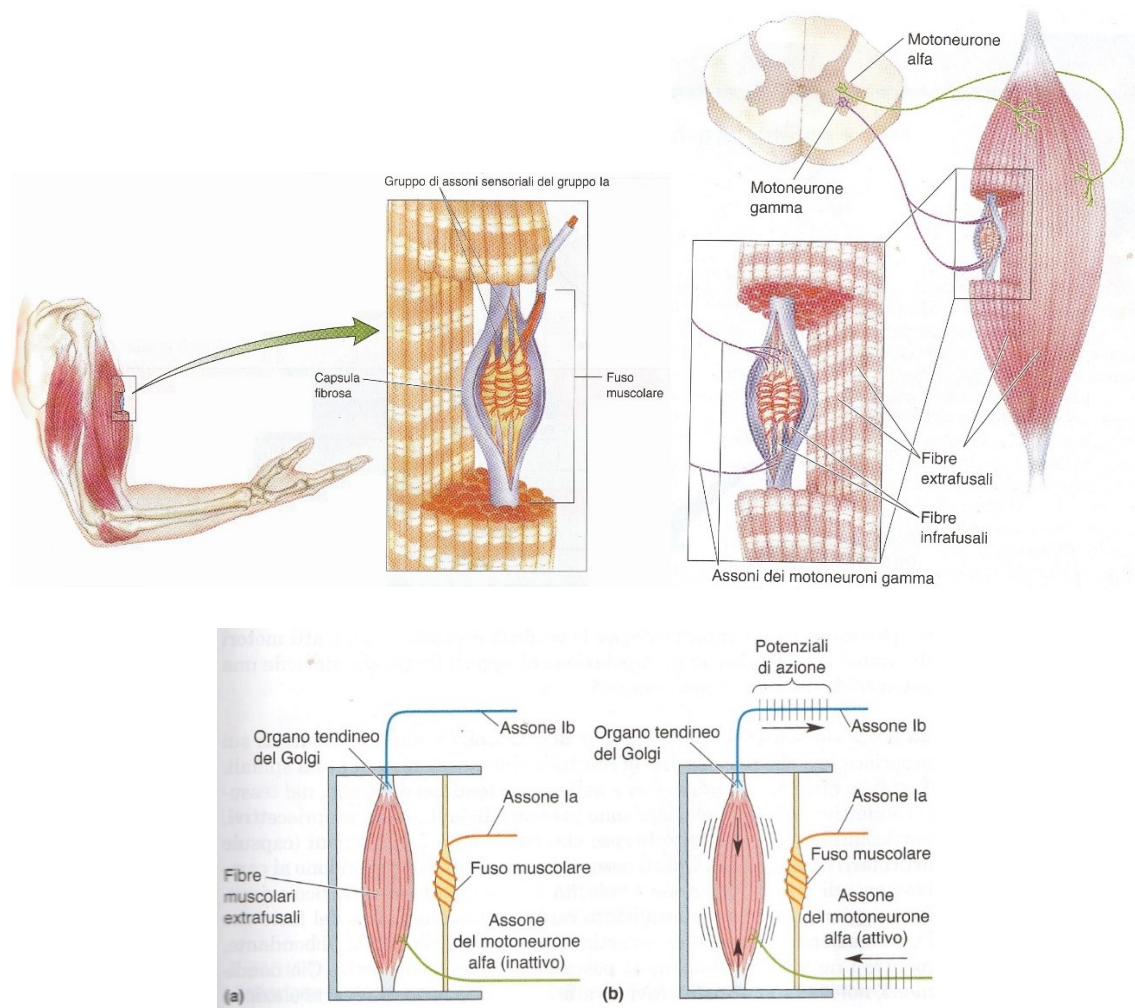 Motoneurone
alfa
Motoneurone
gamma
Gruppo di assoni sensoriali del gruppo Ia
Capsula
fibrosa
Fuso
muscolare
Fibre
extrafusali
Fibre
infrafusali
Assoni dei motoneuroni gamma
Organo tendineo
del Golgi
Assone Ib
Assone Ia
Fuso muscolare
Fibre
muscolari
extrafusali
Assone
del motoneurone
alfa (inattivo)
(a)
Potenziali
di azione
Organo tendineo
del Golgi
Assone Ib
Assone Ia
Fuso muscolare
Assone
del motoneurone
alfa (attivo)
(b)